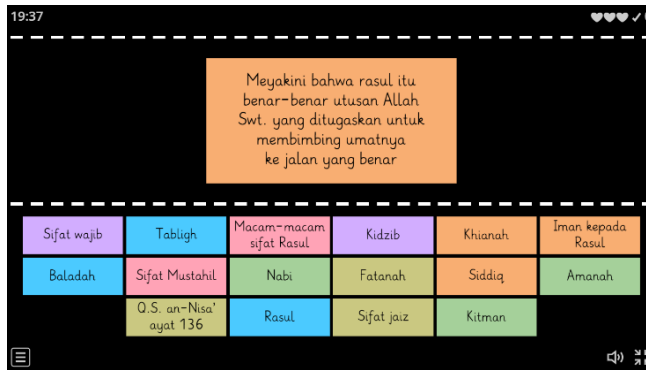 19:37
Meyakini bahwa rasul itu
benar-benar utusan Allah
Swt. yang ditugaskan untuk
membimbing umatnya
ke jalan yang benar
Sifat wajib
Tabligh
Macam-macam
sifat Rasul
Kidzib
Khianah
Iman kepada
Rasul
Baladah
Sifat Mustahil
Nabi
Fatanah
Siddiq
Amanah
Q.S. an-Nisa'
ayat 136
Rasul
Sifat jaiz
Kitman